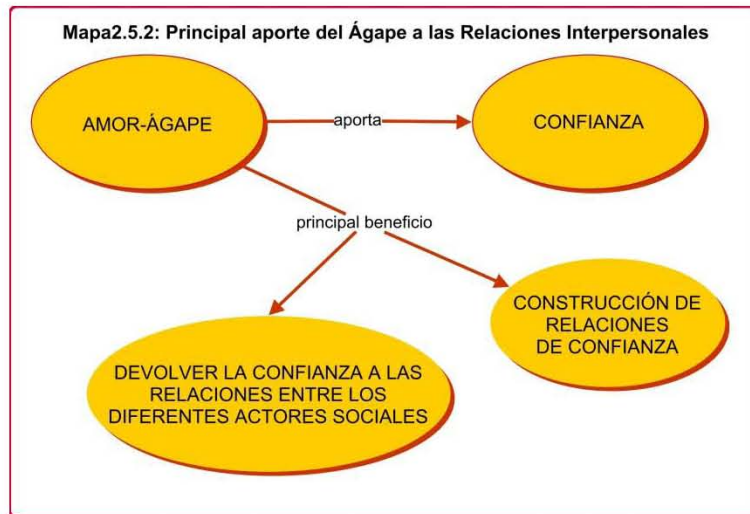 Mapa2.5.2: Principal aporte del Ágape a las Relaciones Interpersonales
AMOR-ÁGAPE
aporta
CONFIANZA
principal beneficio
CONSTRUCCIÓN DE
RELACIONES
DE CONFIANZA
DEVOLVER LA CONFIANZA A LAS
RELACIONES ENTRE LOS
DIFERENTES ACTORES SOCIALES